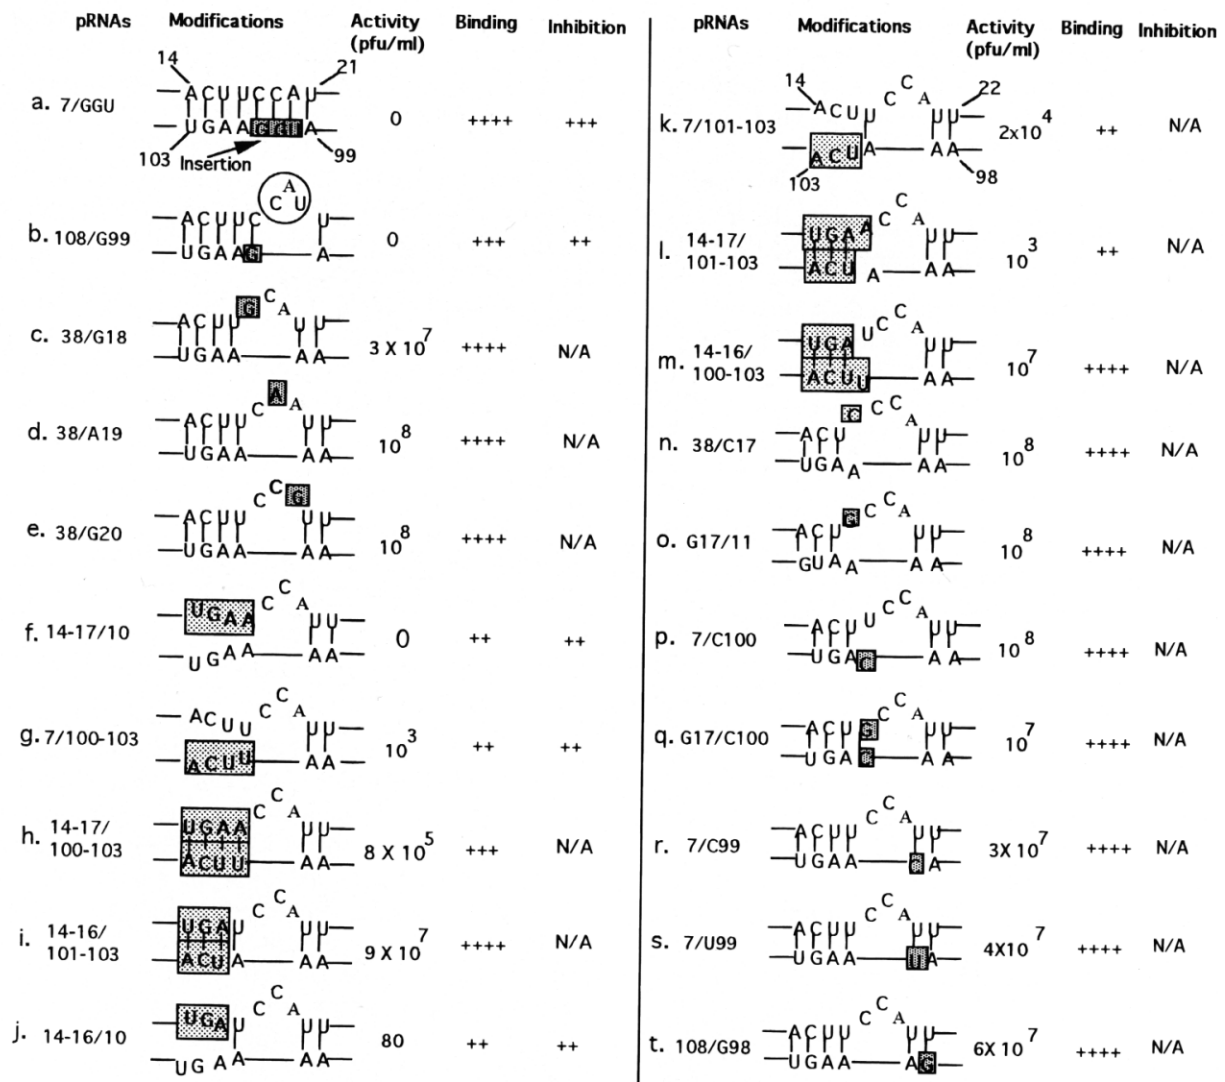 pRNAs Modifications Activity (pfu/ml) Binding Inhibition
14 21
A C U U C C A U
a. 7/GGU 0 ++++ +++
U G A A G G U A
103 Insertion 99
A
C U
A C U U C U
b. 108/G99 0 +++ ++
U G A A G A
G C A
A C U U U U
c. 38/G18 3 X 10^7 ++++ N/A
U G A A A A
C A A
A C U U U U
d. 38/A19 10^8 ++++ N/A
U G A A A A
C C G
A C U U U U
e. 38/G20 10^8 ++++ N/A
U G A A A A
C C A
U G A A U U
f. 14-17/10 0 ++ ++
U G A A A A
C C A
A C U U U U
g. 7/100-103 10^3 ++ ++
A C U U A A
C C A
U G A A U U
h. 14-17/ 100-103 8 X 10^5 +++ N/A
A C U U A A
C C A
U G A U U U
i. 14-16/ 101-103 9 X 10^7 ++++ N/A
A C U A A A
C C A
U G A U U U
j. 14-16/10 80 ++ ++
U G A A A A
pRNAs Modifications Activity (pfu/ml) Binding Inhibition
14 22
C C A
A C U U U U
k. 7/101-103 2x10^4 ++ N/A
A C U A A A
103 98
C C A
U G A A U U
l. 14-17/ 101-103 10^3 ++ N/A
A C U A A A
U C C A
U G A U U
m. 14-16/ 100-103 10^7 ++++ N/A
A C U U A A
C C C A
A C U U U
n. 38/C17 10^8 ++++ N/A
U G A A A A
G C C A
A C U U U
o. G17/11 10^8 ++++ N/A
G U A A A A
U C C A
A C U U U
p. 7/C100 10^8 ++++ N/A
U G A C A A
G C C A
A C U U U
q. G17/C100 10^7 ++++ N/A
U G A C A A
C C A
A C U U U U
r. 7/C99 3X 10^7 ++++ N/A
U G A A C A
C C A
A C U U U U
s. 7/U99 4X10^7 ++++ N/A
U G A A U A
C C A
A C U U U U
t. 108/G98 6X 10^7 ++++ N/A
U G A A A G